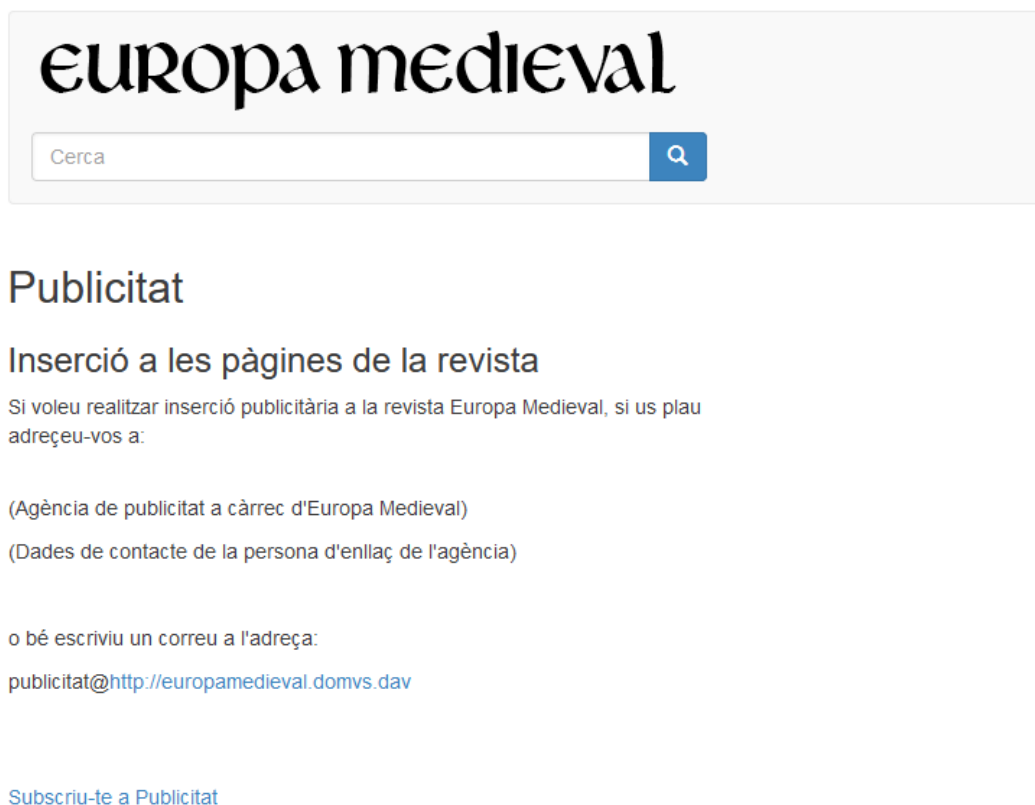 europa medieval
Cerca
Publicitat
Inserció a les pàgines de la revista
Si voleu realitzar inserció publicitària a la revista Europa Medieval, si us plau
adreçeu-vos a:
(Agència de publicitat a càrrec d'Europa Medieval)
(Dades de contacte de la persona d'enllaç de l'agència)
o bé escriviu un correu a l'adreça:
publicitat@http://europamedieval.domvs.dav
Subscriu-te a Publicitat